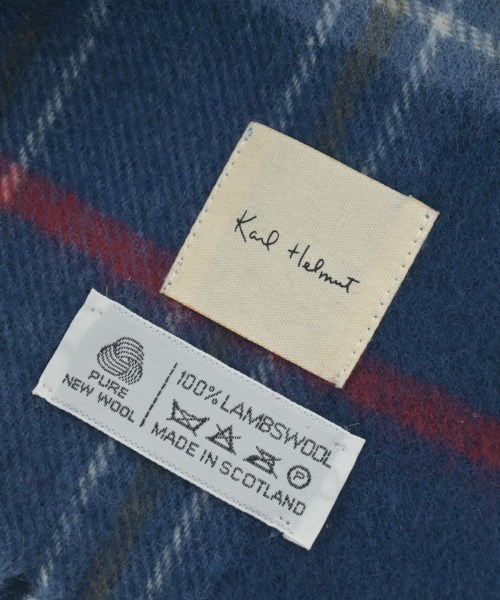 Karl Helmut
PURE
NEW WOOL
100% LAMBSWOOL
P
MADE IN SCOTLAND